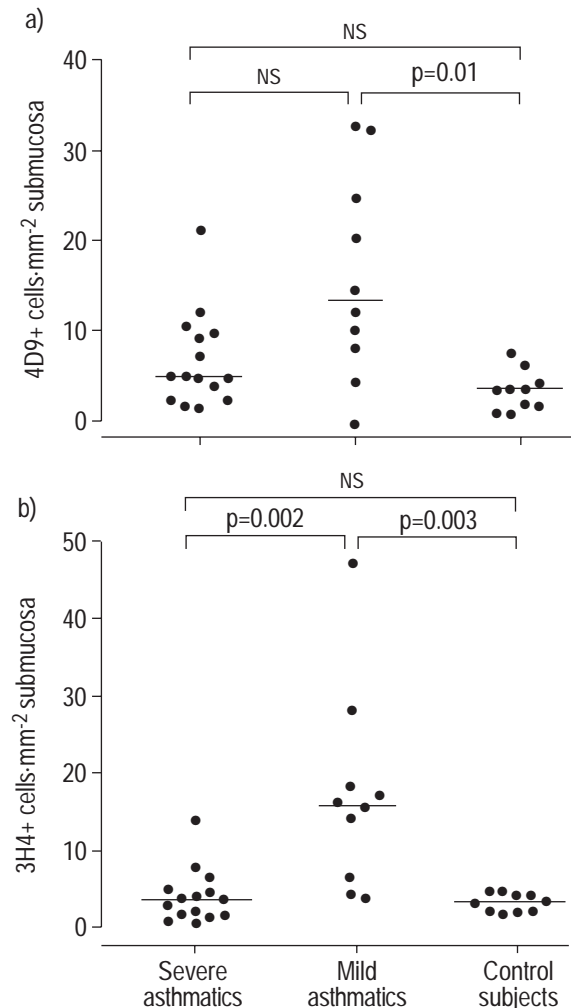 a)
NS
NS
p=0.01
40
30
20
10
0
4D9+ cells·mm-2 submucosa
b)
NS
p=0.002
p=0.003
50
40
30
20
10
0
3H4+ cells·mm-2 submucosa
Severe
asthmatics
Mild
asthmatics
Control
subjects